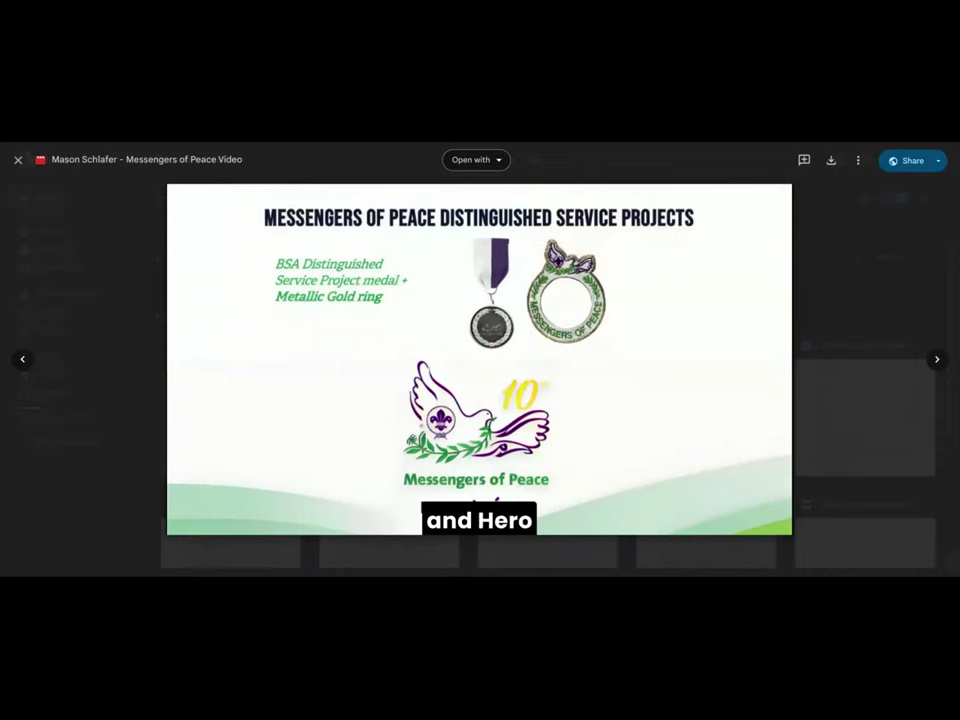 Mason Schlafer - Messengers of Peace Video
Open with
Share
MESSENGERS OF PEACE DISTINGUISHED SERVICE PROJECTS
BSA Distinguished
Service Project medal +
Metallic Gold ring
MESSENGERS OF PEACE
10
Messengers of Peace
and Hero